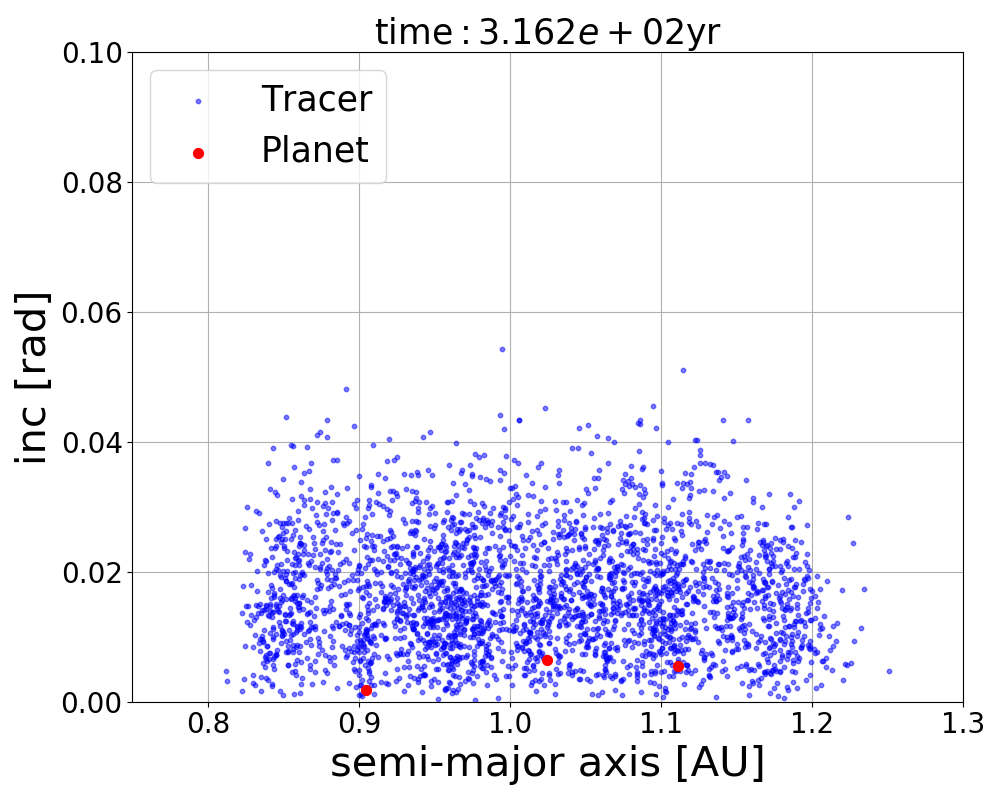 time : 3.162e + 02yr
0.10
0.08
0.06
0.04
0.02
0.00
inc [rad]
Tracer
Planet
0.8 0.9 1.0 1.1 1.2 1.3
semi-major axis [AU]